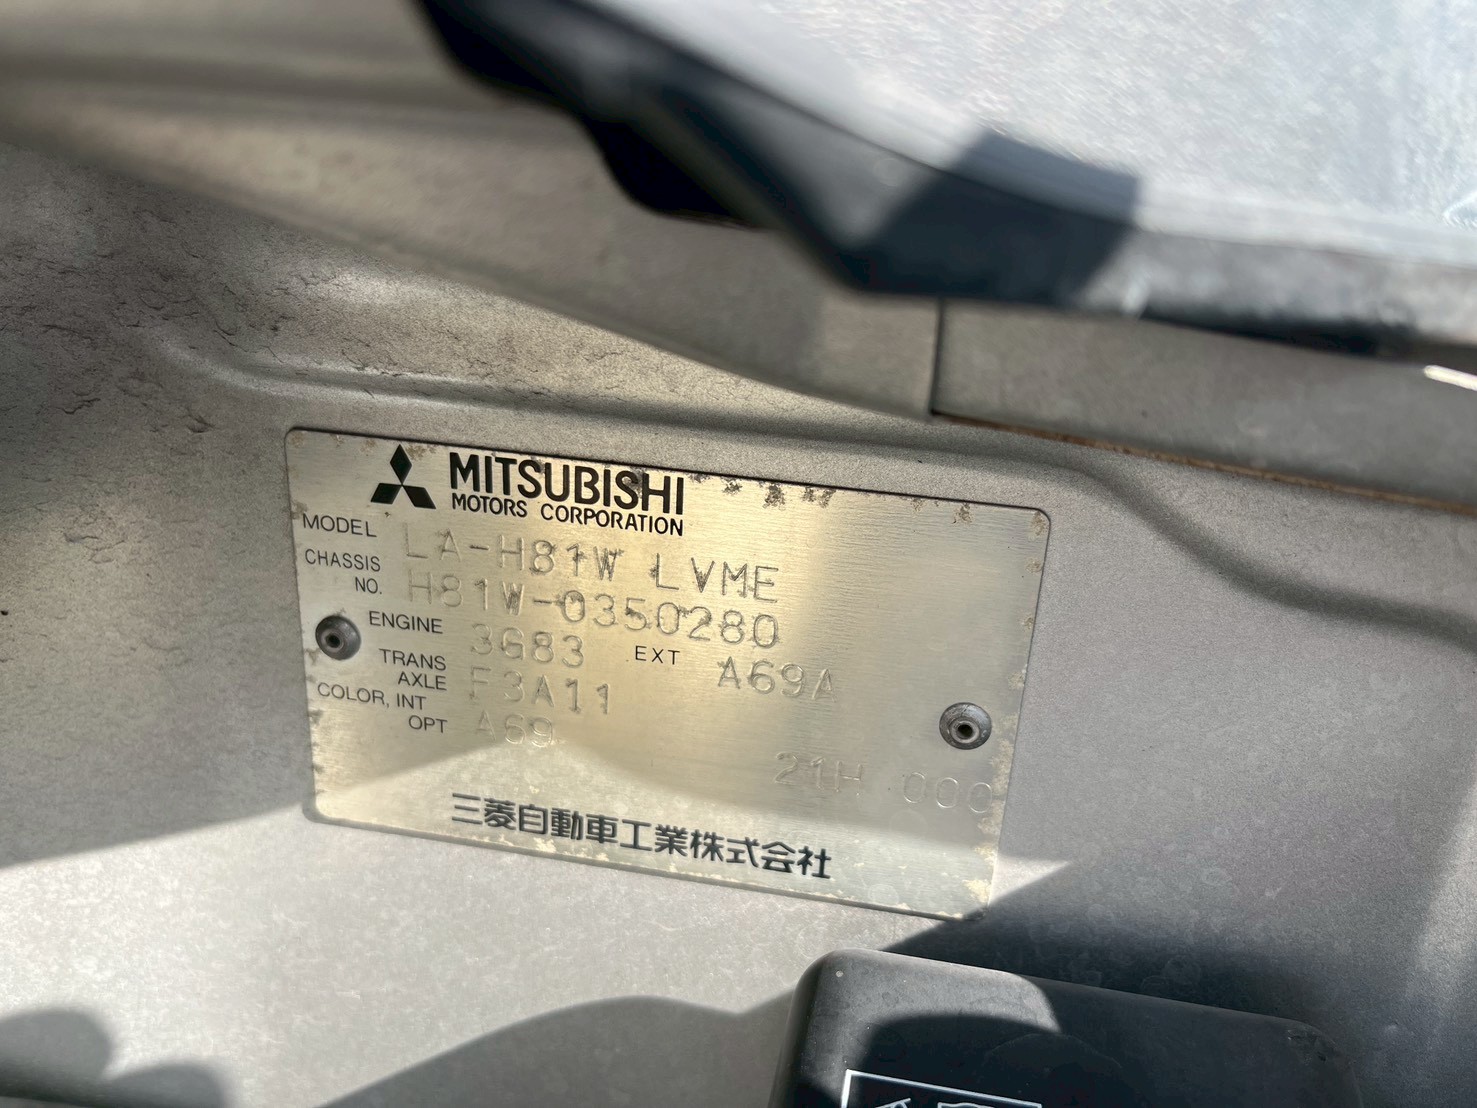 MITSUBISHI
MOTORS CORPORATION
MODEL LA-H81W LVME
CHASSIS NO. H81W-0350280
ENGINE 3G83 EXT A69A
TRANS AXLE F3A11
COLOR, INT OPT A69
21H 000
三菱自動車工業株式会社